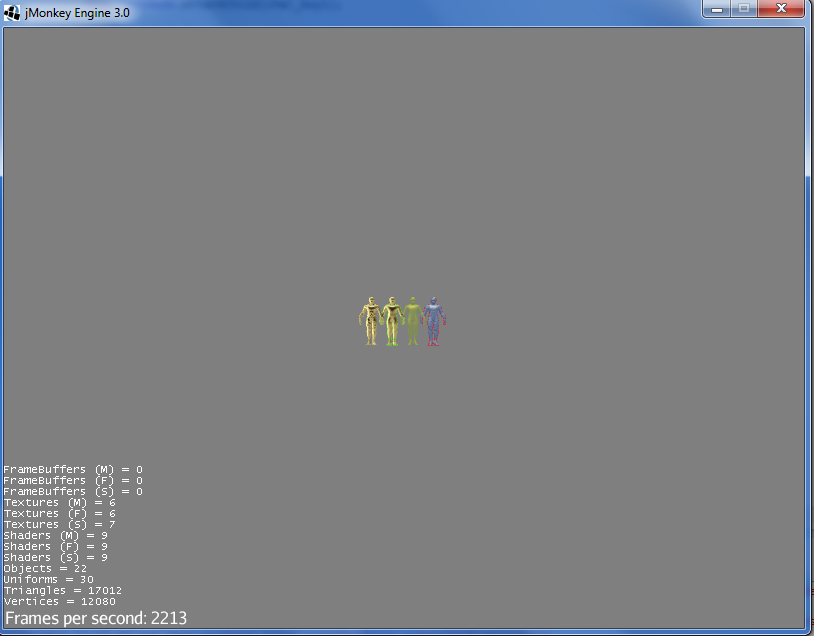 jMonkey Engine 3.0
FrameBuffers (M) = 0
FrameBuffers (F) = 0
FrameBuffers (S) = 0
Textures (M) = 6
Textures (F) = 6
Textures (S) = 7
Shaders (M) = 9
Shaders (F) = 9
Shaders (S) = 9
Objects = 22
Uniforms = 30
Triangles = 17012
Vertices = 12080
Frames per second: 2213